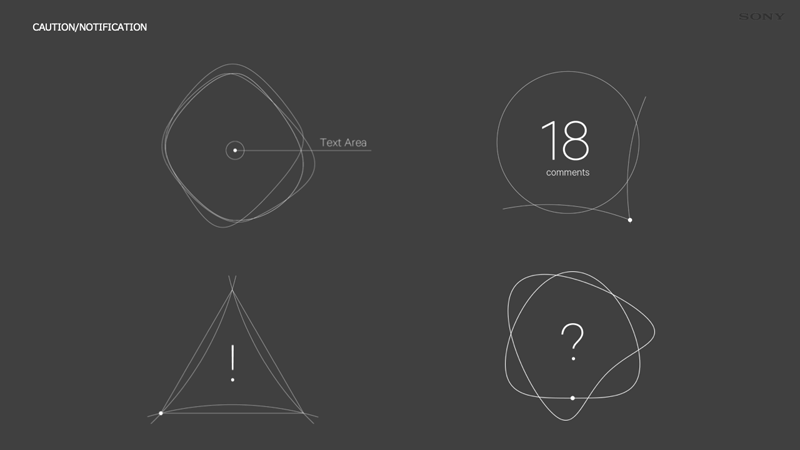 CAUTION/NOTIFICATION
SONY
Text Area
18
comments
!
?